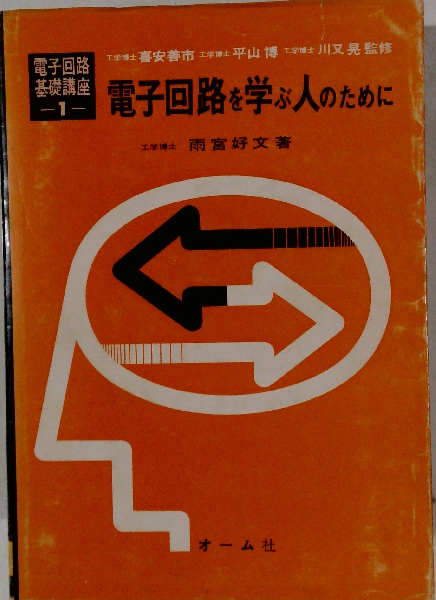 電子回路
基礎講座
―1―
工学博士 喜安善市 工学博士 平山 博 工学博士 川又 晃 監修
電子回路を学ぶ人のために
工学博士 雨宮好文著
オーム社